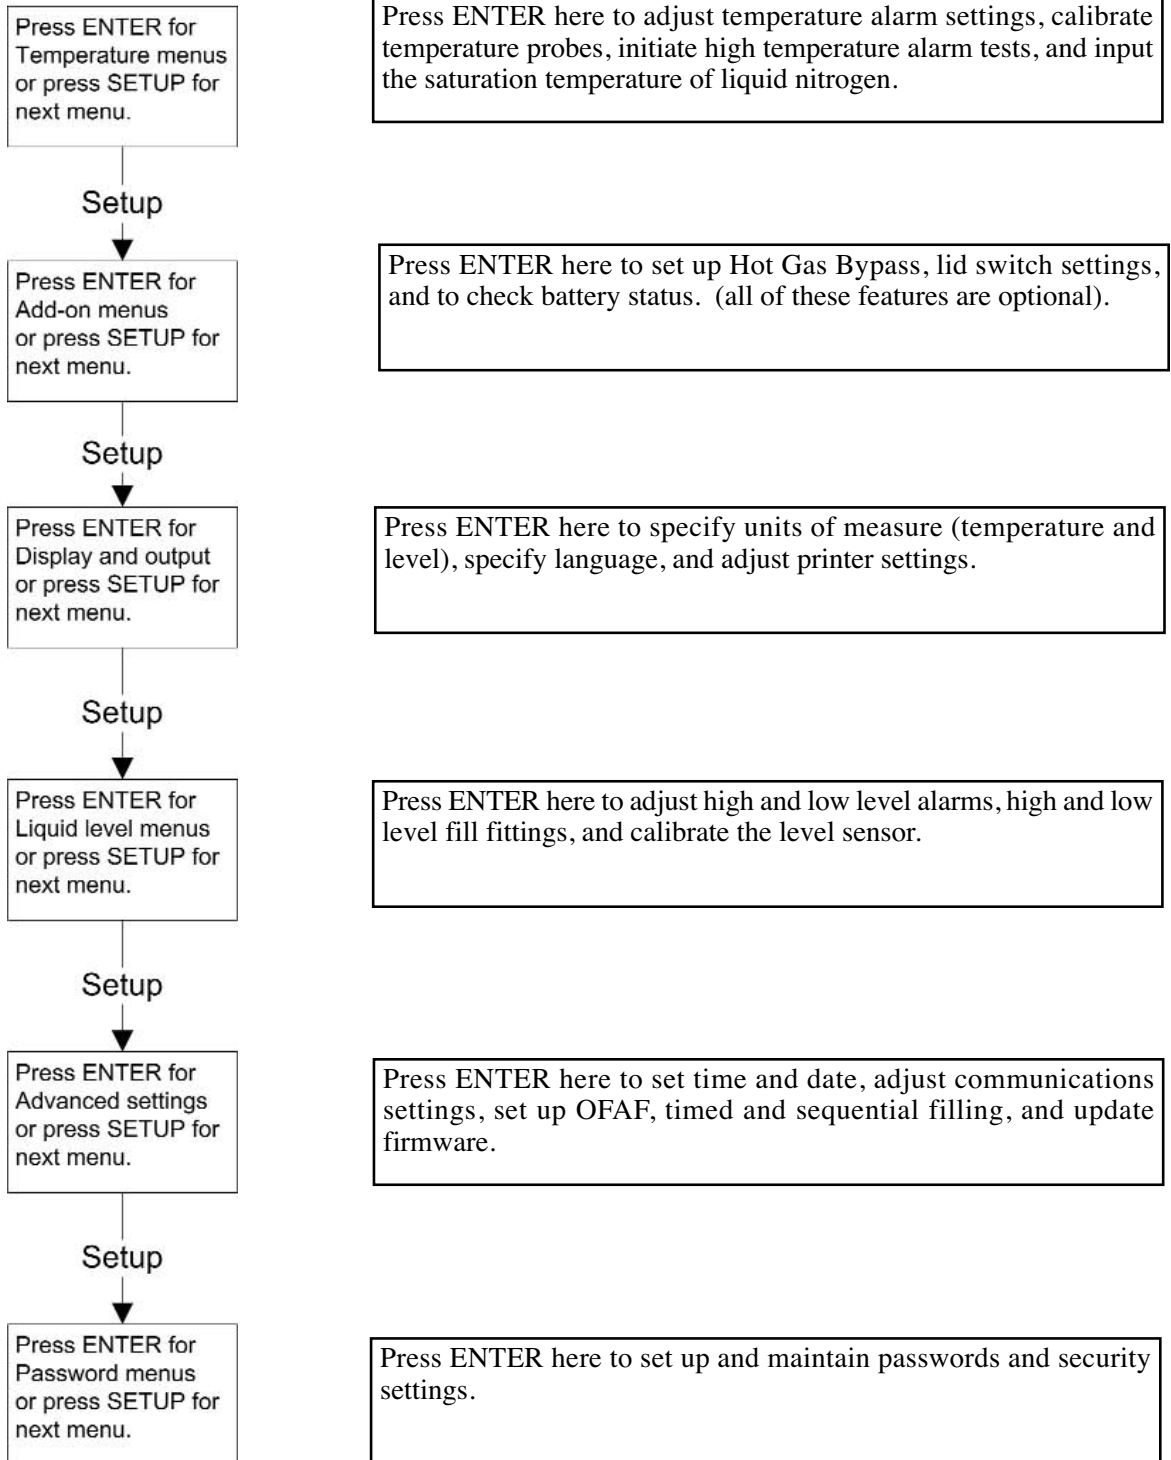 Press ENTER for
Temperature menus
or press SETUP for
next menu.
Press ENTER here to adjust temperature alarm settings, calibrate
temperature probes, initiate high temperature alarm tests, and input
the saturation temperature of liquid nitrogen.
Setup
Press ENTER for
Add-on menus
or press SETUP for
next menu.
Press ENTER here to set up Hot Gas Bypass, lid switch settings,
and to check battery status.  (all of these features are optional).
Setup
Press ENTER for
Display and output
or press SETUP for
next menu.
Press ENTER here to specify units of measure (temperature and
level), specify language, and adjust printer settings.
Setup
Press ENTER for
Liquid level menus
or press SETUP for
next menu.
Press ENTER here to adjust high and low level alarms, high and low
level fill fittings, and calibrate the level sensor.
Setup
Press ENTER for
Advanced settings
or press SETUP for
next menu.
Press ENTER here to set time and date, adjust communications
settings, set up OFAF, timed and sequential filling, and update
firmware.
Setup
Press ENTER for
Password menus
or press SETUP for
next menu.
Press ENTER here to set up and maintain passwords and security
settings.